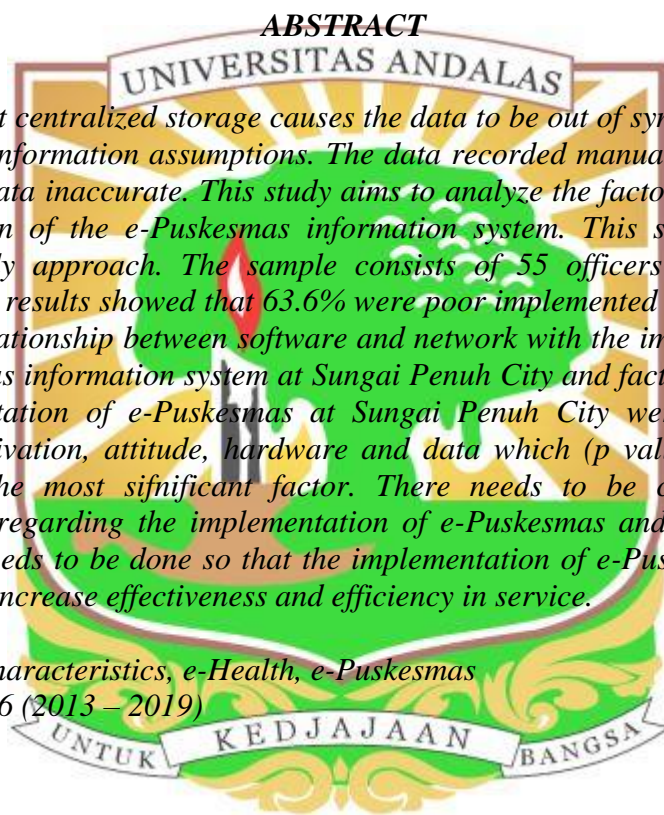 ABSTRACT
UNIVERSITAS ANDALAS
t centralized storage causes the data to be out of syn
nformation assumptions. The data recorded manua
ata inaccurate. This study aims to analyze the facto
n of the e-Puskesmas information system. This s
ly approach. The sample consists of 55 officers
results showed that 63.6% were poor implemented
ationship between software and network with the im
as information system at Sungai Penuh City and fact
tation of e-Puskesmas at Sungai Penuh City we
ivation, attitude, hardware and data which (p val
he most sifnificant factor. There needs to be c
regarding the implementation of e-Puskesmas and
eds to be done so that the implementation of e-Pus
increase effectiveness and efficiency in service.
haracteristics, e-Health, e-Puskesmas
6 (2013 – 2019)
UNTUK KEDJAJAAN BANGSA